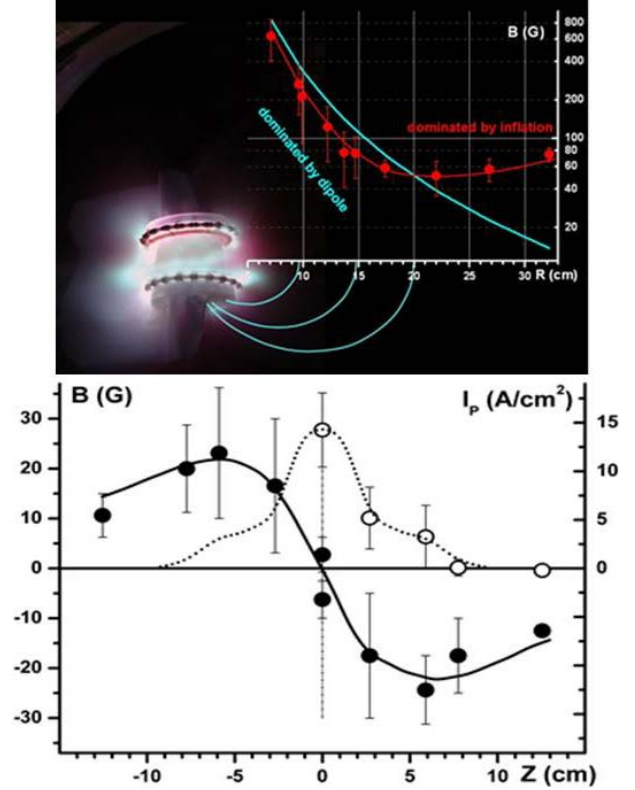 B (G)
800
600
400
200
100
80
60
40
20
dominated by dipole
dominated by inflation
10 15 20 25 30 R (cm)
B (G)
I_P (A/cm²)
30
20
10
0
-10
-20
-30
15
10
5
0
-10 -5 0 5 10 Z (cm)